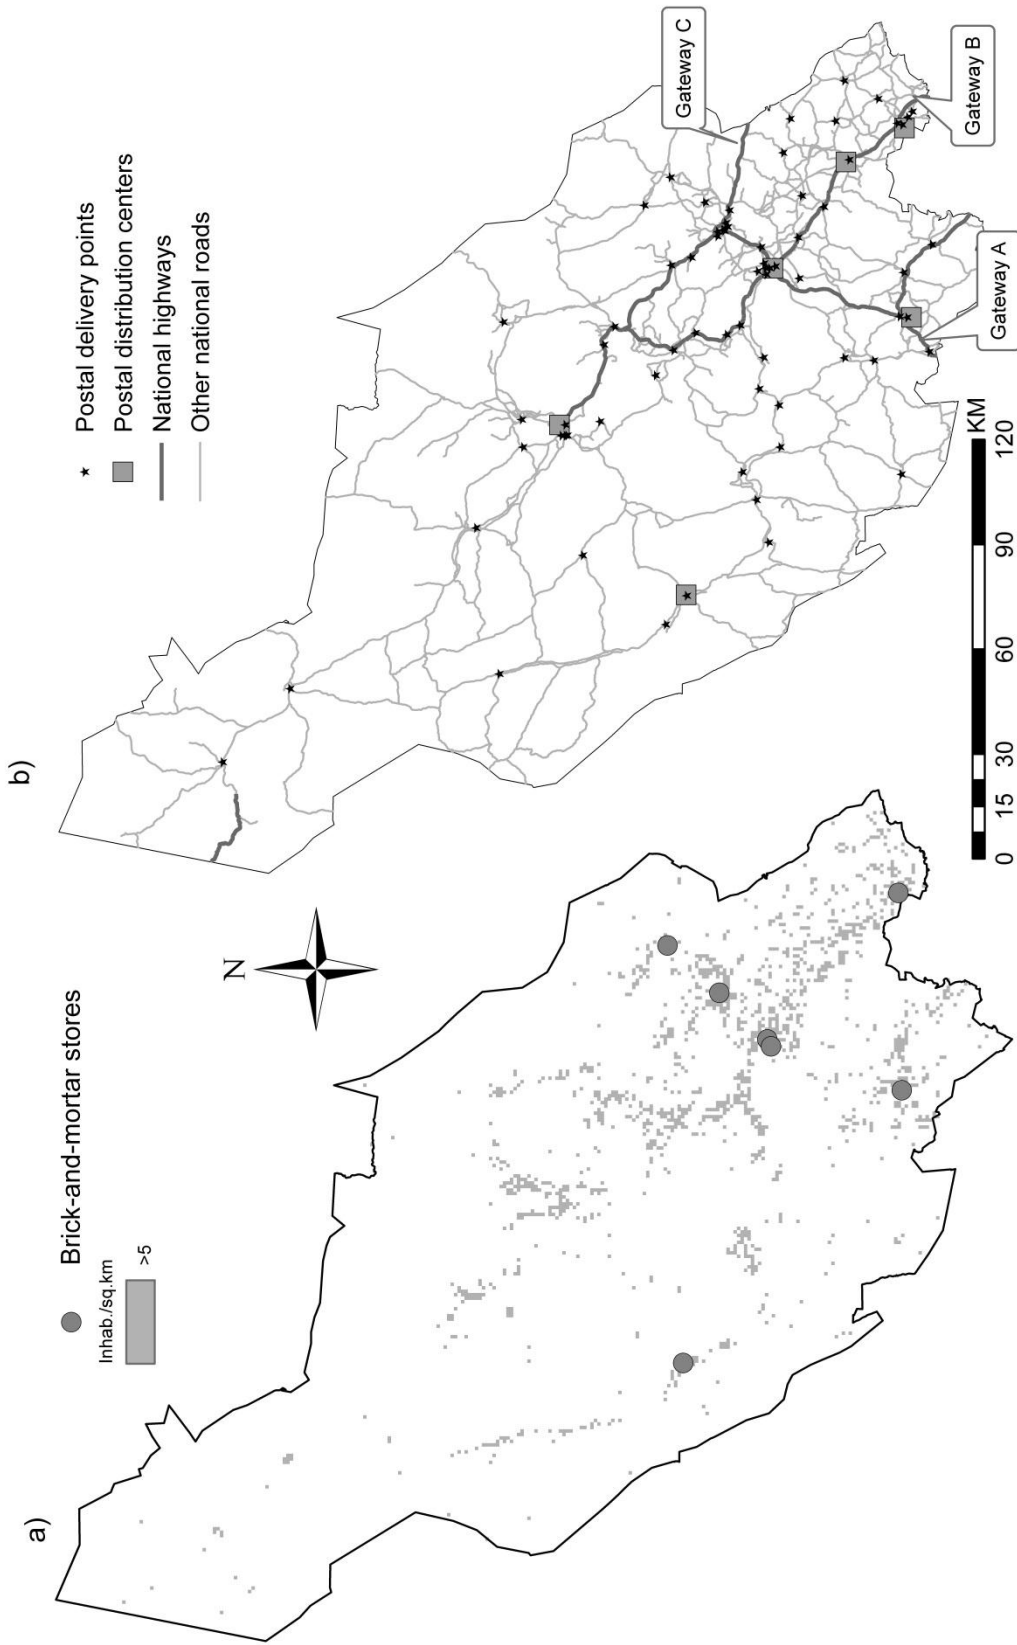 a)
Brick-and-mortar stores
Inhab./sq.km
>5
N
b)
Postal delivery points
Postal distribution centers
National highways
Other national roads
Gateway C
Gateway B
Gateway A
0 15 30 60 90 120
KM